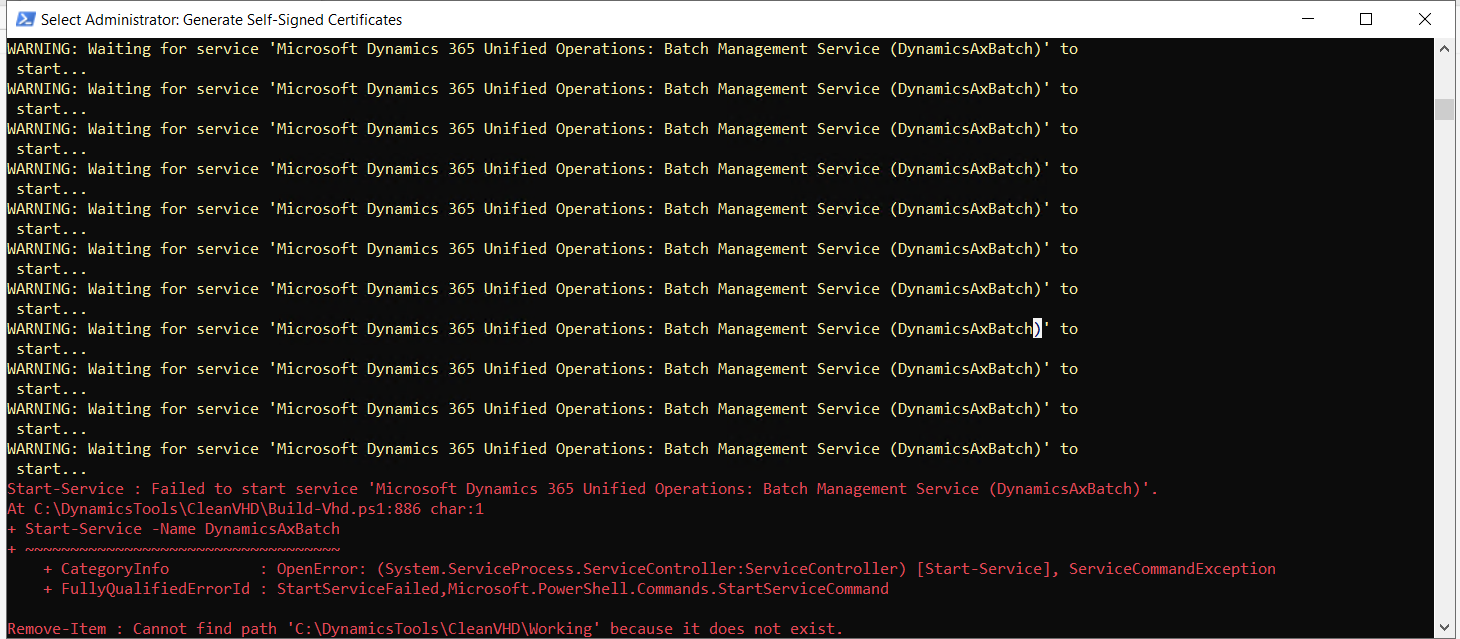 Select Administrator: Generate Self-Signed Certificates
WARNING: Waiting for service 'Microsoft Dynamics 365 Unified Operations: Batch Management Service (DynamicsAxBatch)' to
start...
WARNING: Waiting for service 'Microsoft Dynamics 365 Unified Operations: Batch Management Service (DynamicsAxBatch)' to
start...
WARNING: Waiting for service 'Microsoft Dynamics 365 Unified Operations: Batch Management Service (DynamicsAxBatch)' to
start...
WARNING: Waiting for service 'Microsoft Dynamics 365 Unified Operations: Batch Management Service (DynamicsAxBatch)' to
start...
WARNING: Waiting for service 'Microsoft Dynamics 365 Unified Operations: Batch Management Service (DynamicsAxBatch)' to
start...
WARNING: Waiting for service 'Microsoft Dynamics 365 Unified Operations: Batch Management Service (DynamicsAxBatch)' to
start...
WARNING: Waiting for service 'Microsoft Dynamics 365 Unified Operations: Batch Management Service (DynamicsAxBatch)' to
start...
WARNING: Waiting for service 'Microsoft Dynamics 365 Unified Operations: Batch Management Service (DynamicsAxBatch)' to
start...
WARNING: Waiting for service 'Microsoft Dynamics 365 Unified Operations: Batch Management Service (DynamicsAxBatch)' to
start...
WARNING: Waiting for service 'Microsoft Dynamics 365 Unified Operations: Batch Management Service (DynamicsAxBatch)' to
start...
WARNING: Waiting for service 'Microsoft Dynamics 365 Unified Operations: Batch Management Service (DynamicsAxBatch)' to
start...
Start-Service : Failed to start service 'Microsoft Dynamics 365 Unified Operations: Batch Management Service (DynamicsAxBatch)'.
At C:\DynamicsTools\CleanVHD\Build-Vhd.ps1:886 char:1
+ Start-Service -Name DynamicsAxBatch
+ ~~~~~~~~~~~~~~~~~~~~~~~~~~~~~~~~~~~
+ CategoryInfo : OpenError: (System.ServiceProcess.ServiceController:ServiceController) [Start-Service], ServiceCommandException
+ FullyQualifiedErrorId : StartServiceFailed,Microsoft.PowerShell.Commands.StartServiceCommand
Remove-Item : Cannot find path 'C:\DynamicsTools\CleanVHD\Working' because it does not exist.